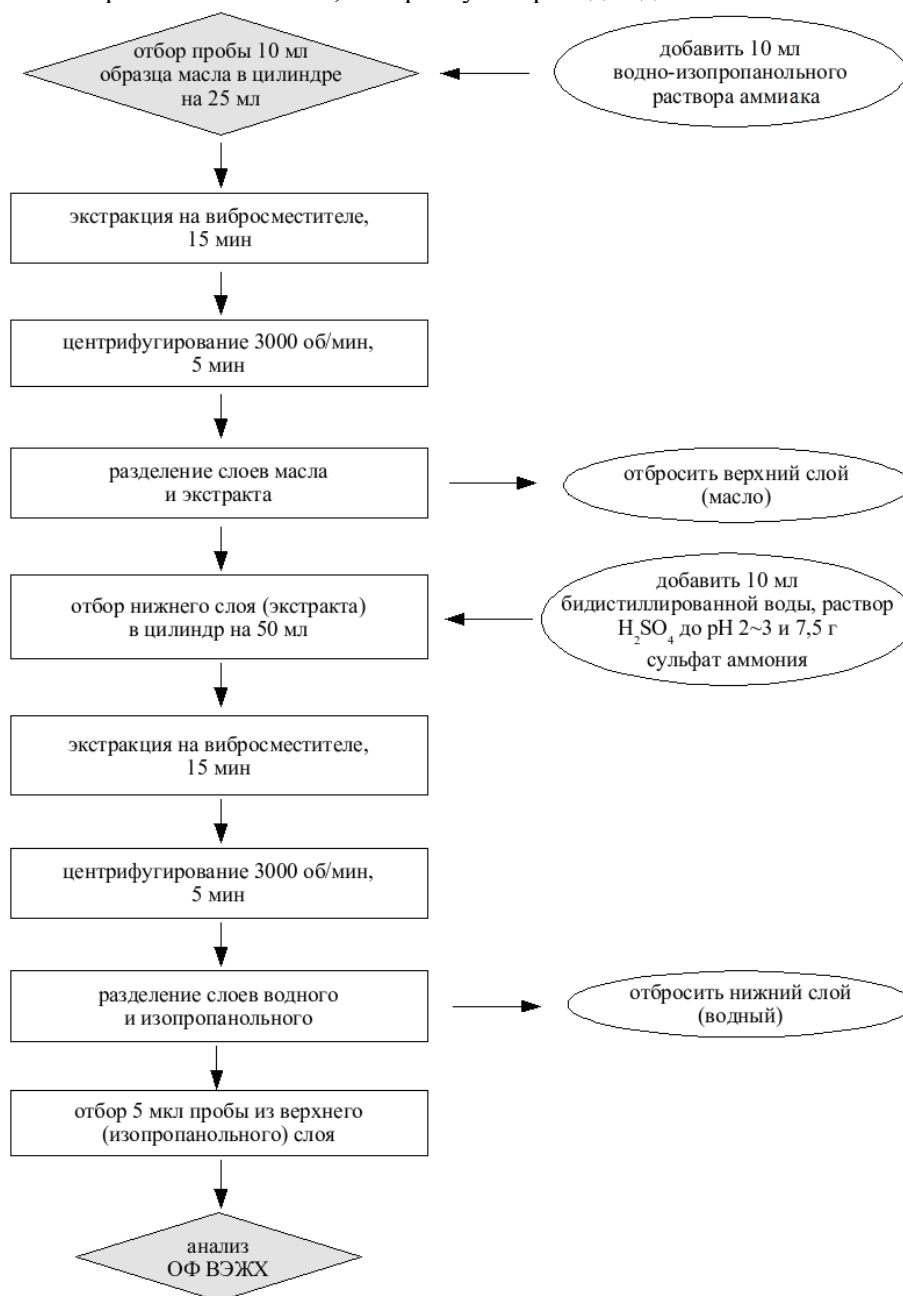 отбор пробы 10 мл
образца масла в цилиндре
на 25 мл
добавить 10 мл
водно-изопропанольного
раствора аммиака
экстракция на вибросместителе,
15 мин
центрифугирование 3000 об/мин,
5 мин
разделение слоев масла
и экстракта
отбросить верхний слой
(масло)
отбор нижнего слоя (экстракта)
в цилиндр на 50 мл
добавить 10 мл
бидистиллированной воды, раствор
H₂SO₄ до pH 2~3 и 7,5 г
сульфат аммония
экстракция на вибросместителе,
15 мин
центрифугирование 3000 об/мин,
5 мин
разделение слоев водного
и изопропанольного
отбросить нижний слой
(водный)
отбор 5 мкл пробы из верхнего
(изопропанольного) слоя
анализ
ОФ ВЭЖХ